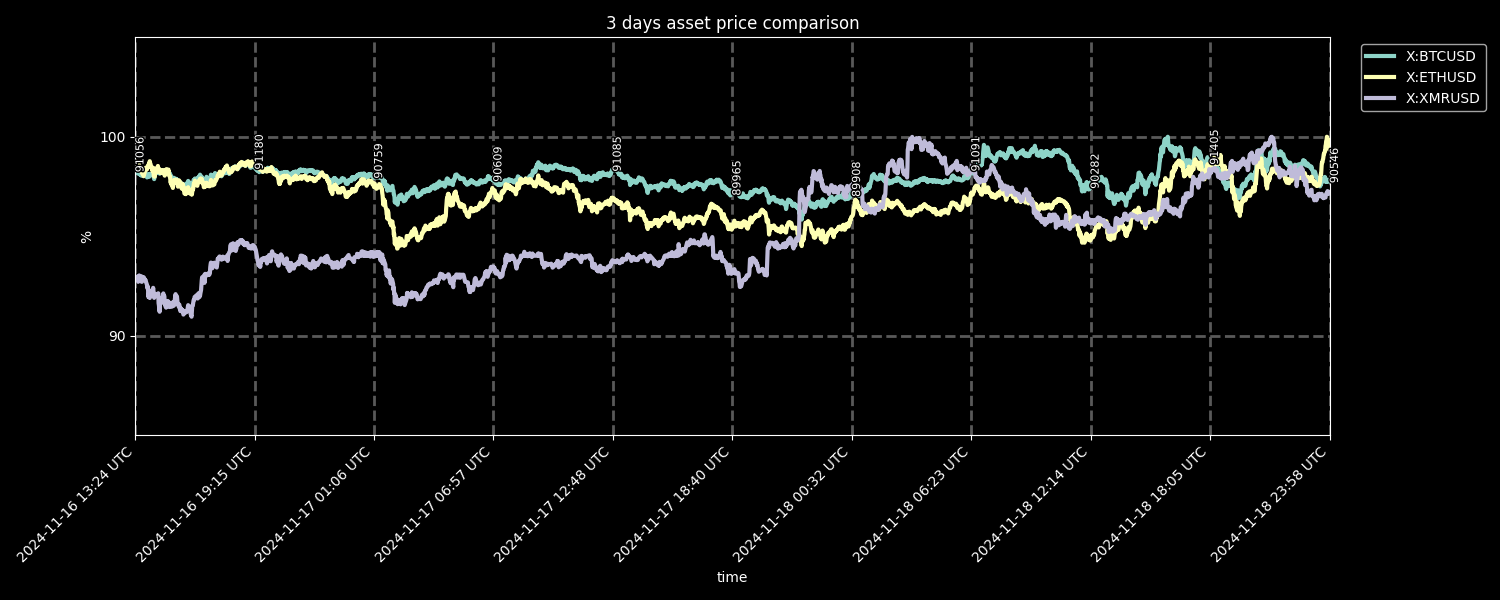 3 days asset price comparison
X:BTCUSD
X:ETHUSD
X:XMRUSD
100
90
%
91056
91180
90759
90609
91085
89965
89908
91091
90282
91405
90546
2024-11-16 13:24 UTC
2024-11-16 19:15 UTC
2024-11-17 01:06 UTC
2024-11-17 06:57 UTC
2024-11-17 12:48 UTC
2024-11-17 18:40 UTC
2024-11-18 00:32 UTC
2024-11-18 06:23 UTC
2024-11-18 12:14 UTC
2024-11-18 18:05 UTC
2024-11-18 23:58 UTC
time